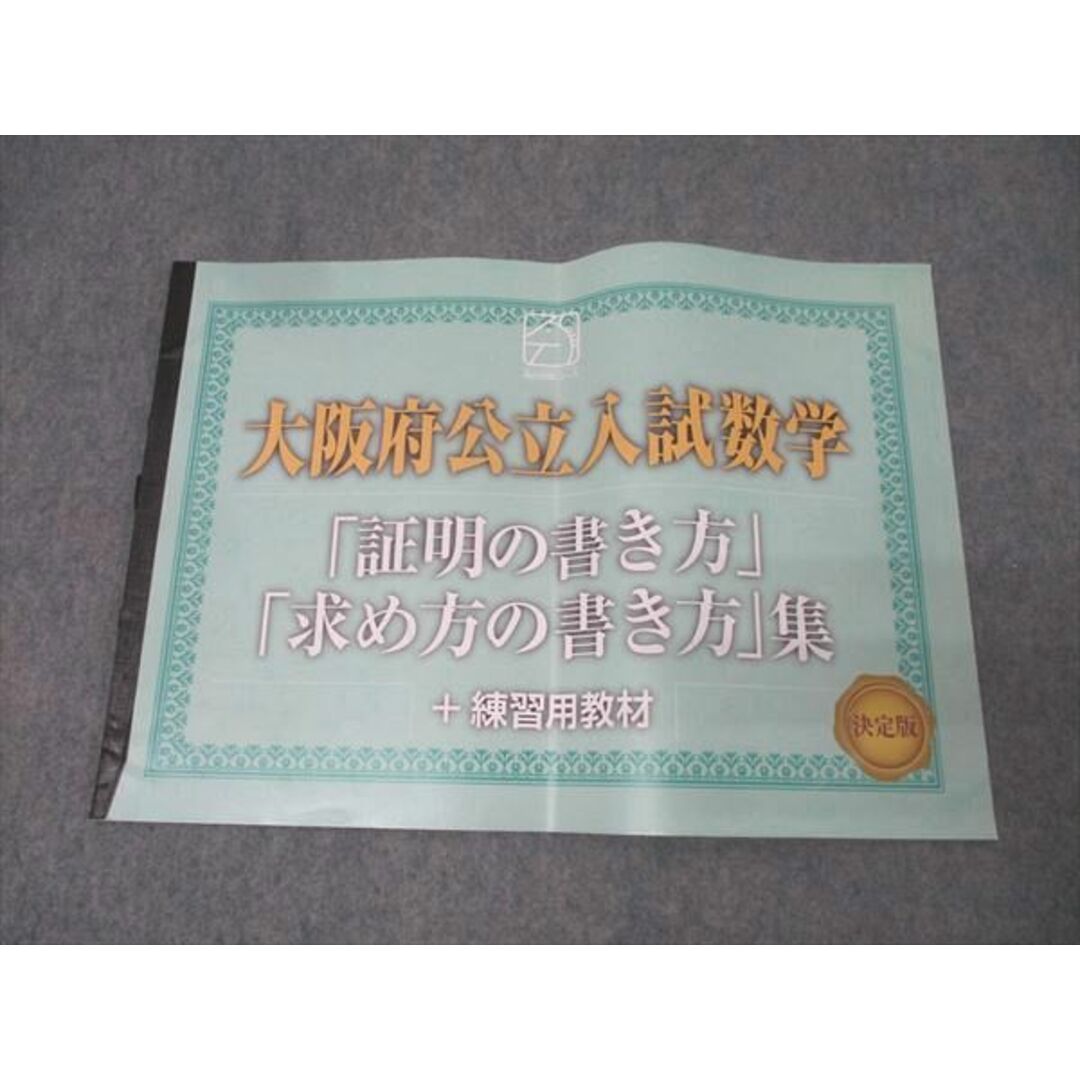 大阪府公立入試数学
「証明の書き方」
「求め方の書き方」集
＋練習用教材
決定版